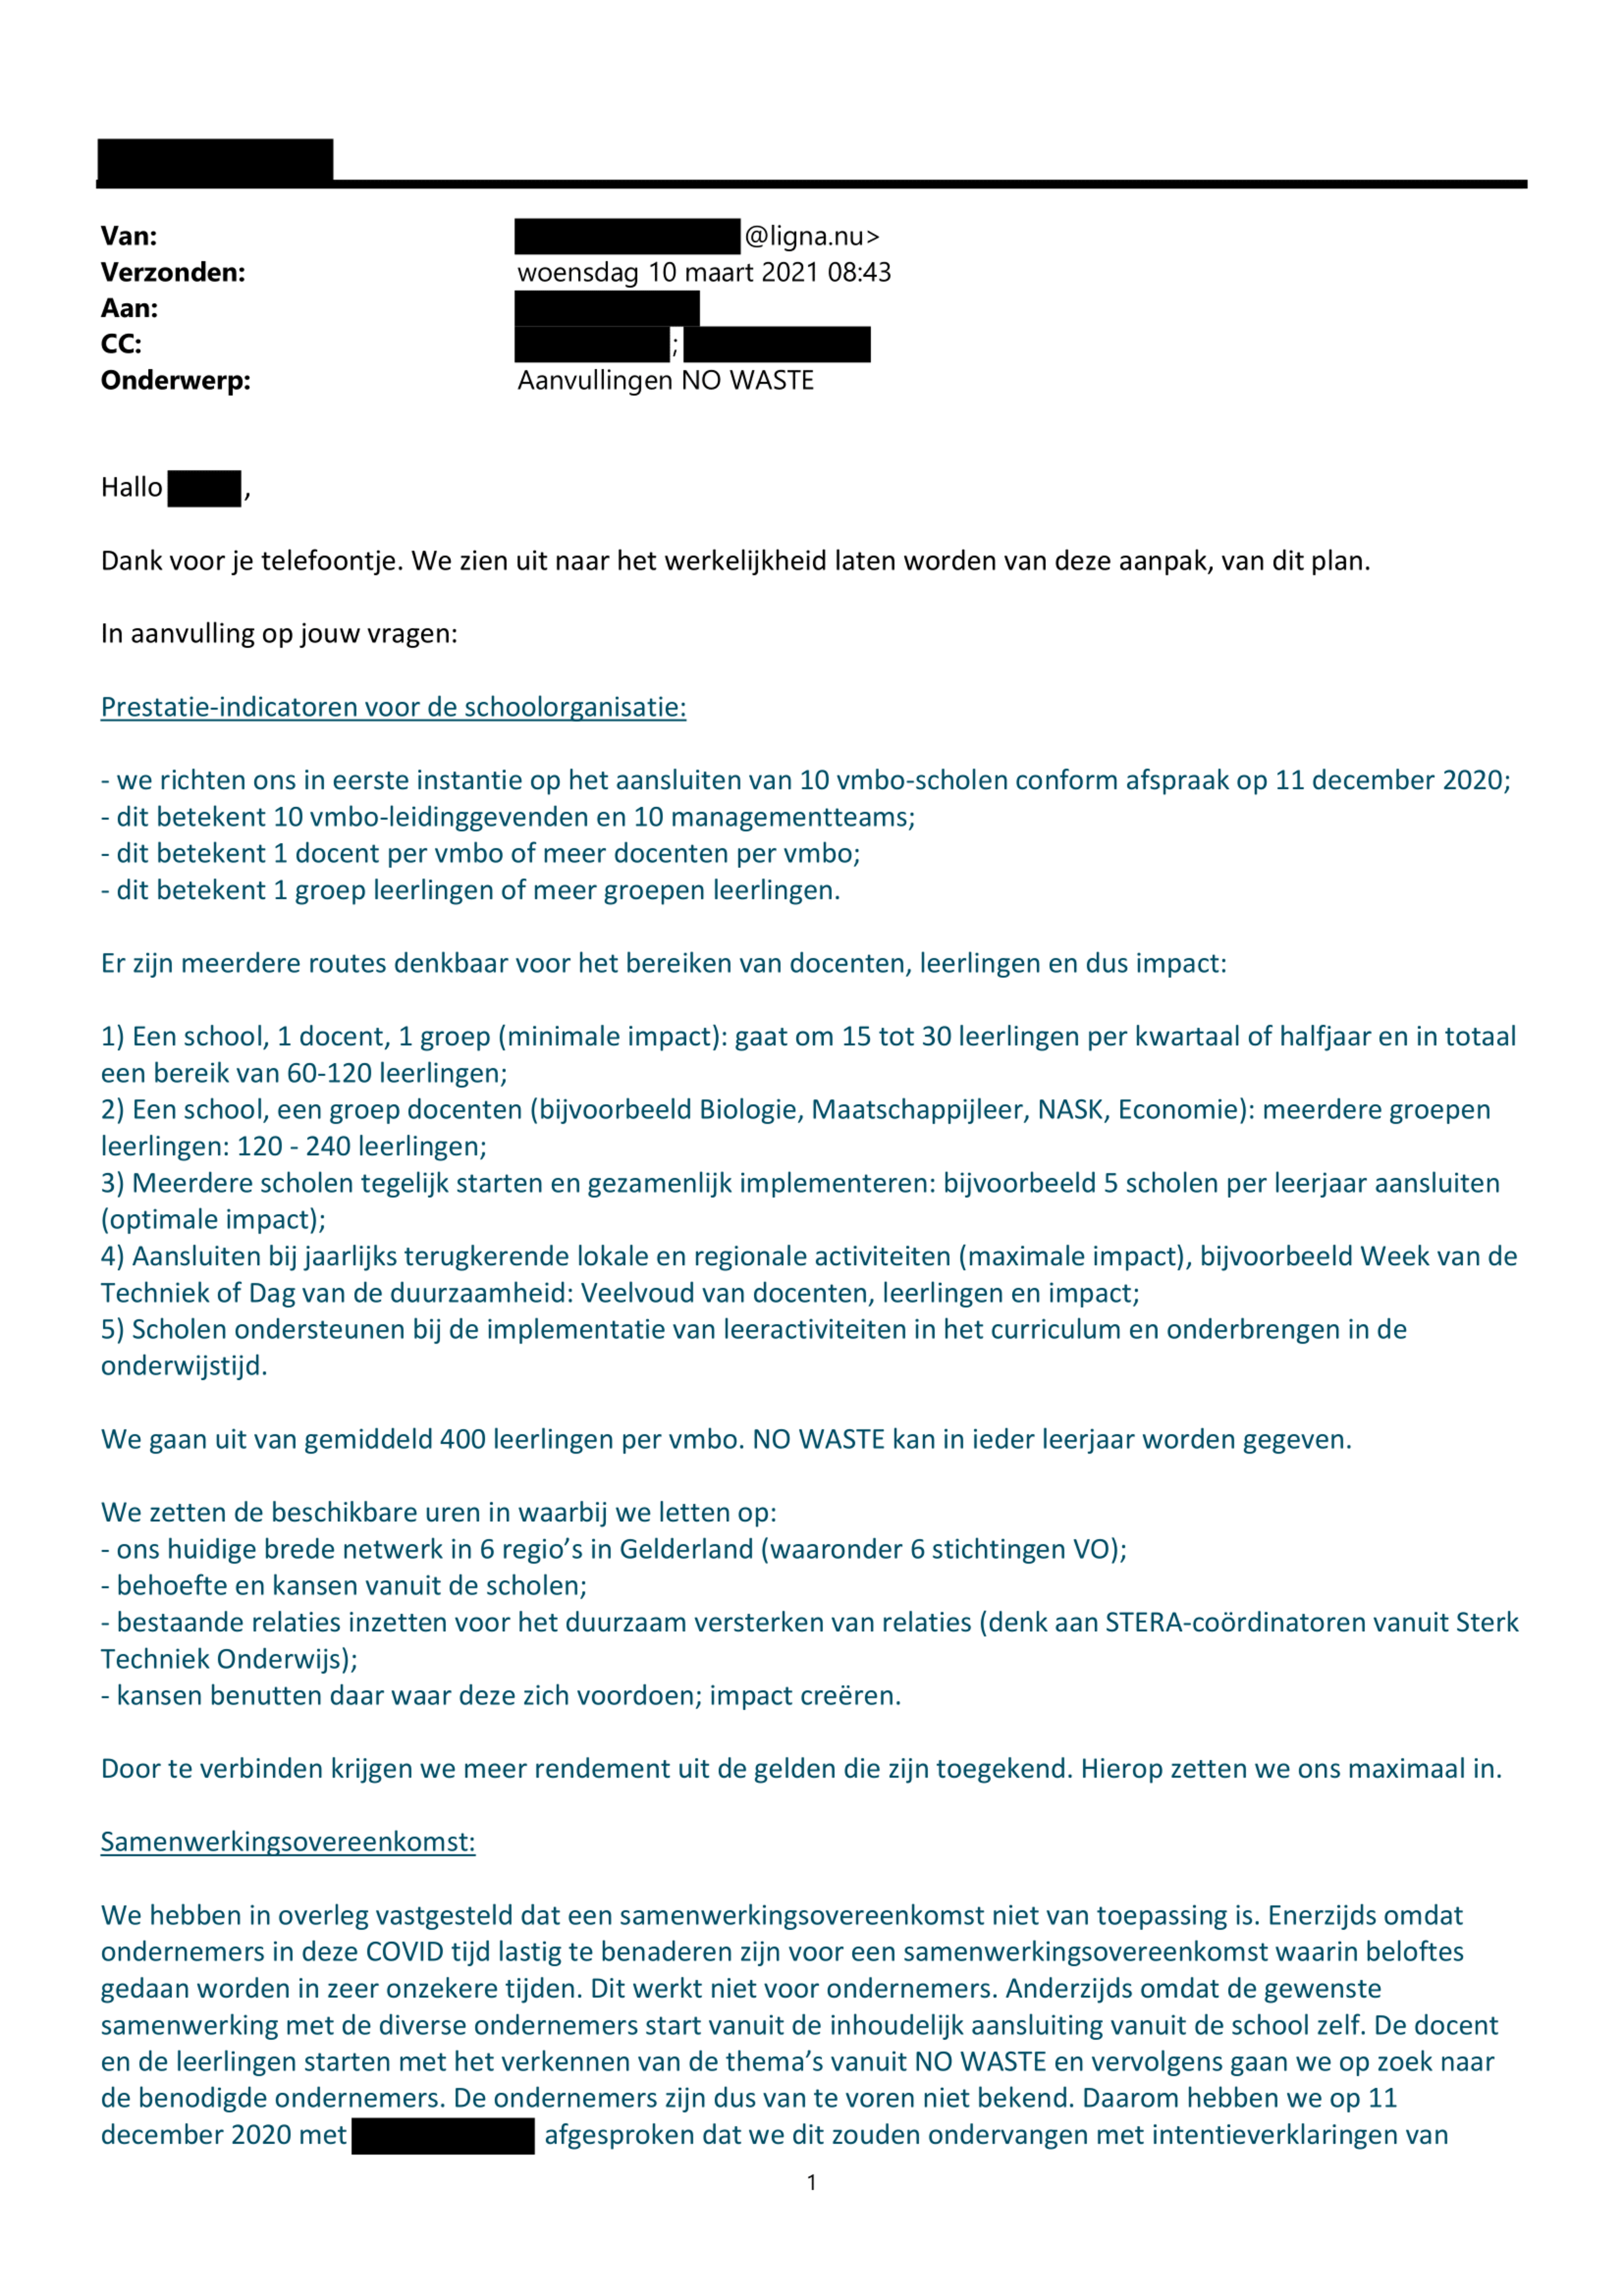 Van: @ligna.nu>
Verzonden: woensdag 10 maart 2021 08:43
Aan:
CC: ;
Onderwerp: Aanvullingen NO WASTE
Hallo ,
Dank voor je telefoontje. We zien uit naar het werkelijkheid laten worden van deze aanpak, van dit plan.
In aanvulling op jouw vragen:
Prestatie-indicatoren voor de schoolorganisatie:
- we richten ons in eerste instantie op het aansluiten van 10 vmbo-scholen conform afspraak op 11 december 2020;
- dit betekent 10 vmbo-leidinggevenden en 10 managementteams;
- dit betekent 1 docent per vmbo of meer docenten per vmbo;
- dit betekent 1 groep leerlingen of meer groepen leerlingen.
Er zijn meerdere routes denkbaar voor het bereiken van docenten, leerlingen en dus impact:
1) Een school, 1 docent, 1 groep (minimale impact): gaat om 15 tot 30 leerlingen per kwartaal of halfjaar en in totaal
een bereik van 60-120 leerlingen;
2) Een school, een groep docenten (bijvoorbeeld Biologie, Maatschappijleer, NASK, Economie): meerdere groepen
leerlingen: 120 - 240 leerlingen;
3) Meerdere scholen tegelijk starten en gezamenlijk implementeren: bijvoorbeeld 5 scholen per leerjaar aansluiten
(optimale impact);
4) Aansluiten bij jaarlijks terugkerende lokale en regionale activiteiten (maximale impact), bijvoorbeeld Week van de
Techniek of Dag van de duurzaamheid: Veelvoud van docenten, leerlingen en impact;
5) Scholen ondersteunen bij de implementatie van leeractiviteiten in het curriculum en onderbrengen in de
onderwijstijd.
We gaan uit van gemiddeld 400 leerlingen per vmbo. NO WASTE kan in ieder leerjaar worden gegeven.
We zetten de beschikbare uren in waarbij we letten op:
- ons huidige brede netwerk in 6 regio's in Gelderland (waaronder 6 stichtingen VO);
- behoefte en kansen vanuit de scholen;
- bestaande relaties inzetten voor het duurzaam versterken van relaties (denk aan STERA-coördinatoren vanuit Sterk
Techniek Onderwijs);
- kansen benutten daar waar deze zich voordoen; impact creëren.
Door te verbinden krijgen we meer rendement uit de gelden die zijn toegekend. Hierop zetten we ons maximaal in.
Samenwerkingsovereenkomst:
We hebben in overleg vastgesteld dat een samenwerkingsovereenkomst niet van toepassing is. Enerzijds omdat
ondernemers in deze COVID tijd lastig te benaderen zijn voor een samenwerkingsovereenkomst waarin beloftes
gedaan worden in zeer onzekere tijden. Dit werkt niet voor ondernemers. Anderzijds omdat de gewenste
samenwerking met de diverse ondernemers start vanuit de inhoudelijk aansluiting vanuit de school zelf. De docent
en de leerlingen starten met het verkennen van de thema's vanuit NO WASTE en vervolgens gaan we op zoek naar
de benodigde ondernemers. De ondernemers zijn dus van te voren niet bekend. Daarom hebben we op 11
december 2020 met afgesproken dat we dit zouden ondervangen met intentieverklaringen van
1